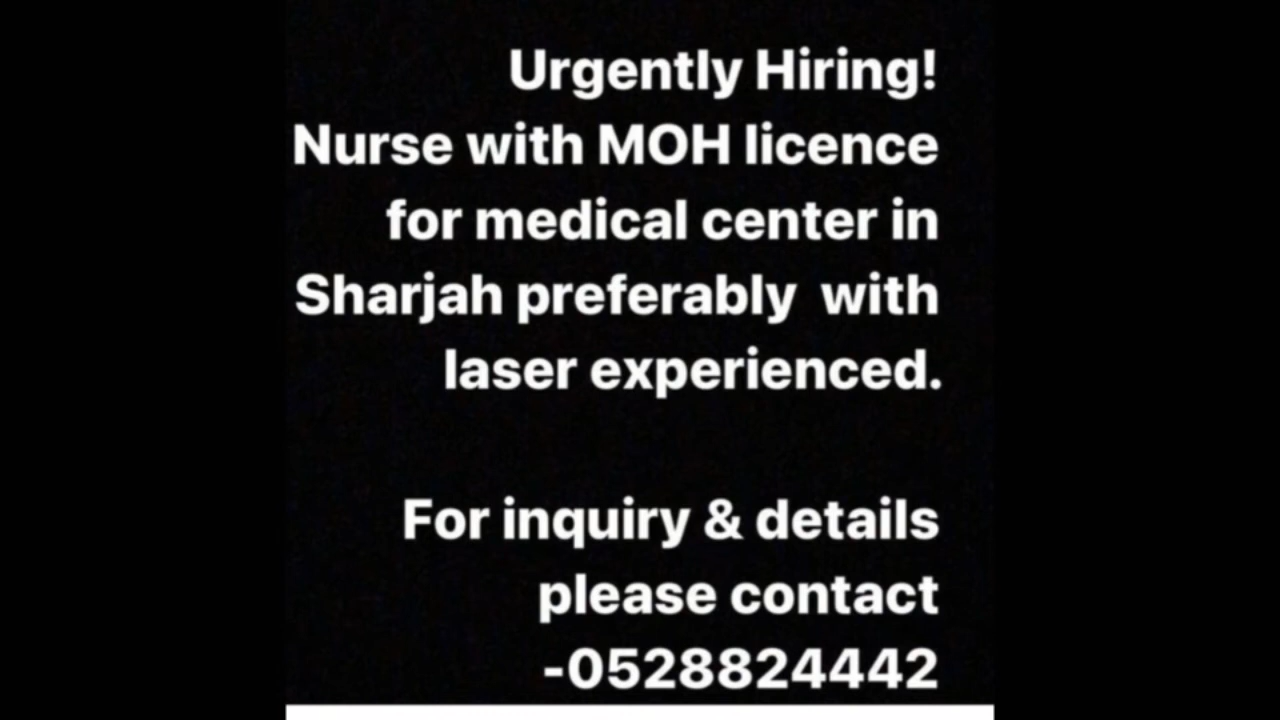 Urgently Hiring!
Nurse with MOH licence
for medical center in
Sharjah preferably  with
laser experienced.
For inquiry & details
please contact
-0528824442